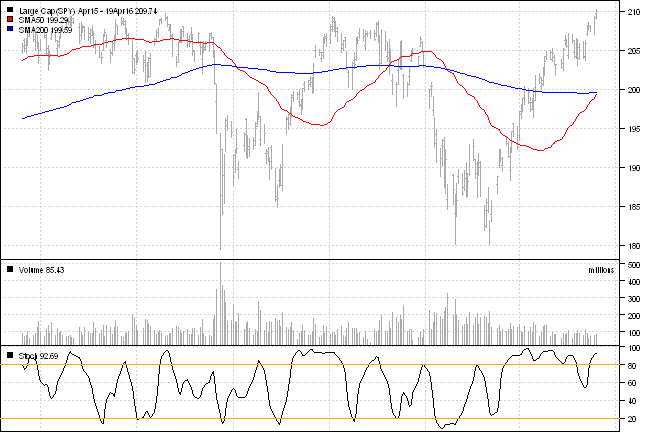 Large Cap(SPY) Apr15 - 19Apr16 209.74
SMA50 199.29
SMA200 199.59
210
205
200
195
190
185
180
Volume 85.43
millions
500
400
300
200
100
Stoch 92.69
100
80
60
40
20